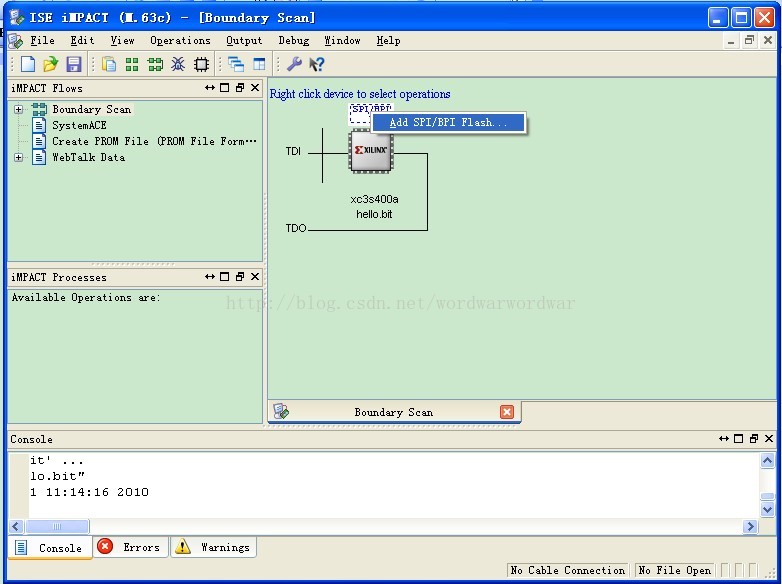 ISE iMPACT (M.63c) - [Boundary Scan]
File Edit View Operations Output Debug Window Help
iMPACT Flows
Boundary Scan
SystemACE
Create PROM File (PROM File Form...
WebTalk Data
iMPACT Processes
Available Operations are:
Right click device to select operations
SPI/BPI
Add SPI/BPI Flash...
TDI
XILINX
xc3s400a
hello.bit
TDO
http://blog.csdn.net/wordwarwordwar
Boundary Scan
Console
it' ...
lo.bit"
1 11:14:16 2010
Console Errors Warnings
No Cable Connection No File Open